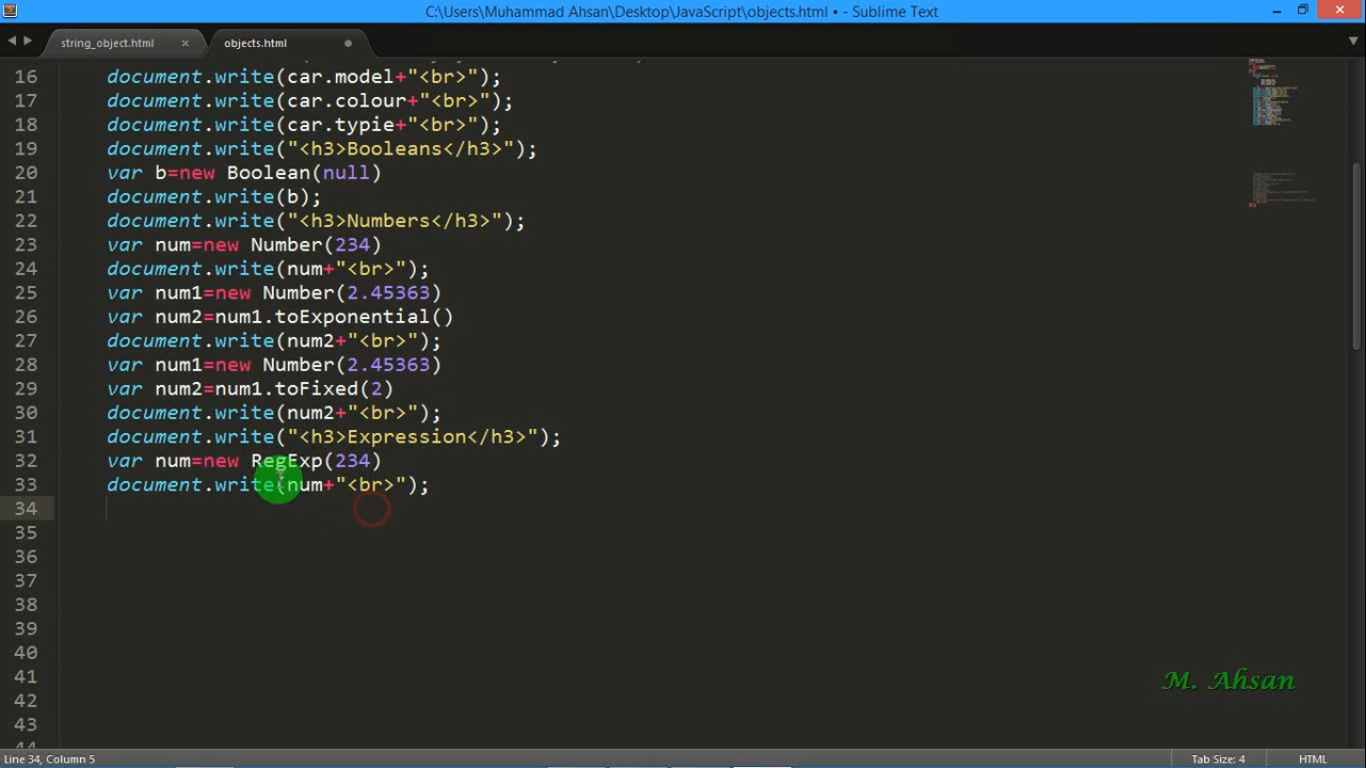 C:\Users\Muhammad Ahsan\Desktop\JavaScript\objects.html • - Sublime Text
string_object.html × objects.html
16 document.write(car.model+"<br>");
17 document.write(car.colour+"<br>");
18 document.write(car.typie+"<br>");
19 document.write("<h3>Booleans</h3>");
20 var b=new Boolean(null)
21 document.write(b);
22 document.write("<h3>Numbers</h3>");
23 var num=new Number(234)
24 document.write(num+"<br>");
25 var num1=new Number(2.45363)
26 var num2=num1.toExponential()
27 document.write(num2+"<br>");
28 var num1=new Number(2.45363)
29 var num2=num1.toFixed(2)
30 document.write(num2+"<br>");
31 document.write("<h3>Expression</h3>");
32 var num=new RegExp(234)
33 document.write(num+"<br>");
34
35
36
37
38
39
40
41
M. Ahsan
42
43
44
Line 34, Column 5 Tab Size: 4 HTML